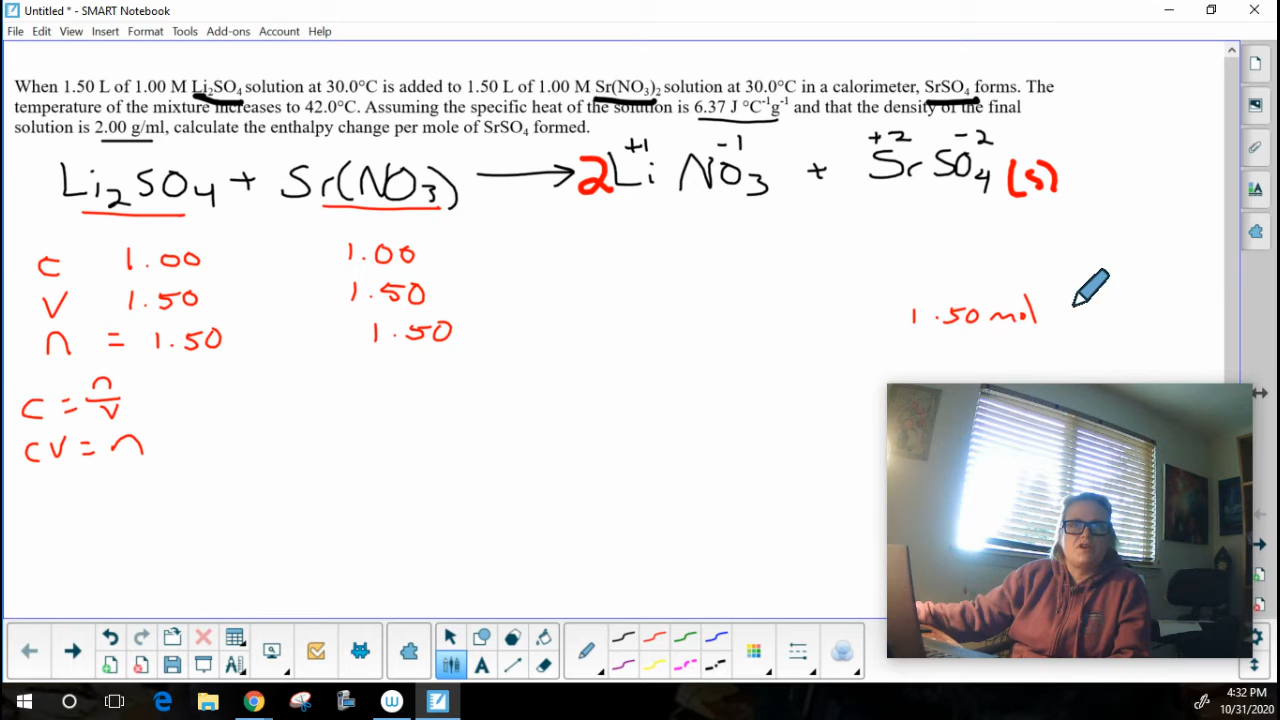 Untitled * - SMART Notebook
File Edit View Insert Format Tools Add-ons Account Help
When 1.50 L of 1.00 M Li₂SO₄ solution at 30.0°C is added to 1.50 L of 1.00 M Sr(NO₃)₂ solution at 30.0°C in a calorimeter, SrSO₄ forms. The
temperature of the mixture increases to 42.0°C. Assuming the specific heat of the solution is 6.37 J °C⁻¹g⁻¹ and that the density of the final
solution is 2.00 g/ml, calculate the enthalpy change per mole of SrSO₄ formed.
+1 -1 +2 -2
Li₂SO₄ + Sr(NO₃) → 2LiNO₃ + SrSO₄(s)
c 1.00 1.00
V 1.50 1.50
n = 1.50 1.50 1.50 mol
c = n/v
cv = n
4:32 PM
10/31/2020